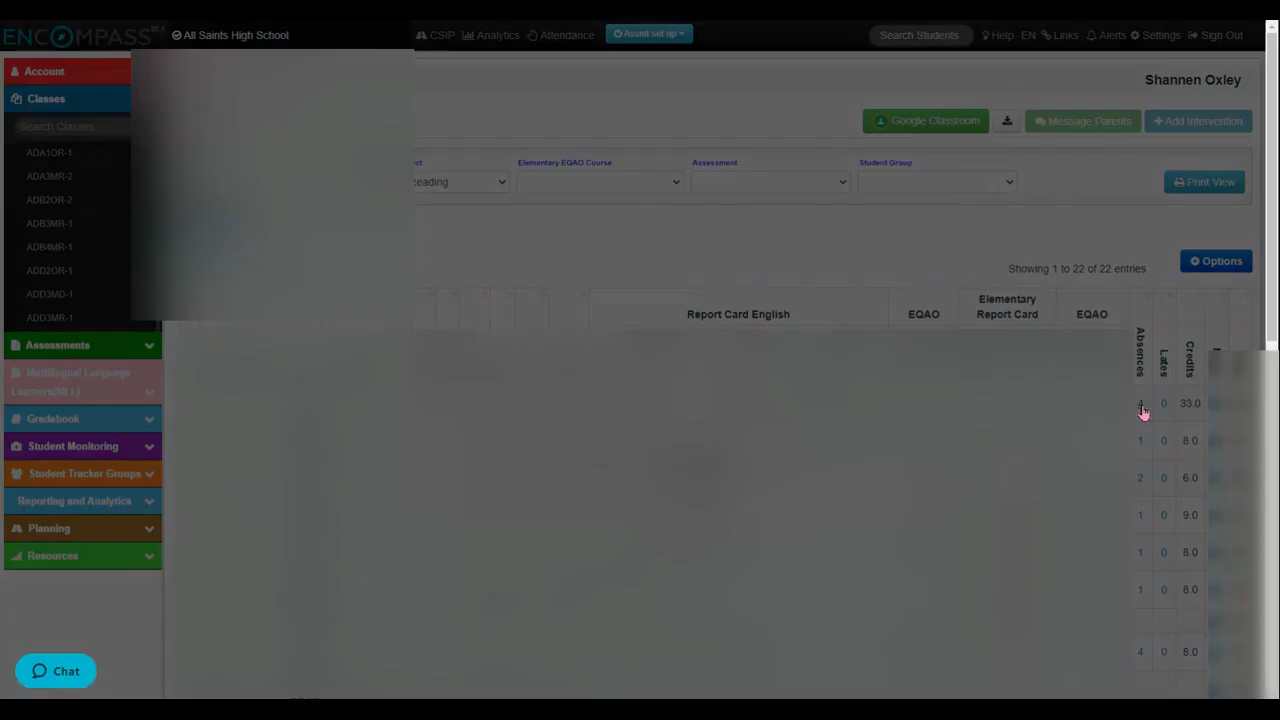 ENCOMPASS
All Saints High School
CSIP
Analytics
Attendance
Search Students
Help
EN
Links
Alerts
Settings
Sign Out
Account
Classes
Search Classes
ADA1OR-1
ADA3MR-2
ADB2OR-2
ADB3MR-1
ADB4MR-1
ADD2OR-1
ADD3MD-1
ADD3MR-1
Assessments
Multilingual Language
Learners(MLL)
Gradebook
Student Monitoring
Student Tracker Groups
Reporting and Analytics
Planning
Resources
Chat
Shannen Oxley
Google Classroom
Message Parents
Add Intervention
Elementary EQAO Course
Assessment
Student Group
Print View
Showing 1 to 22 of 22 entries
Options
Report Card English
EQAO
Elementary
Report Card
EQAO
Absences
Lates
Credits
4 0 33.0
1 0 8.0
2 0 6.0
1 0 9.0
1 0 8.0
1 0 8.0
4 0 8.0